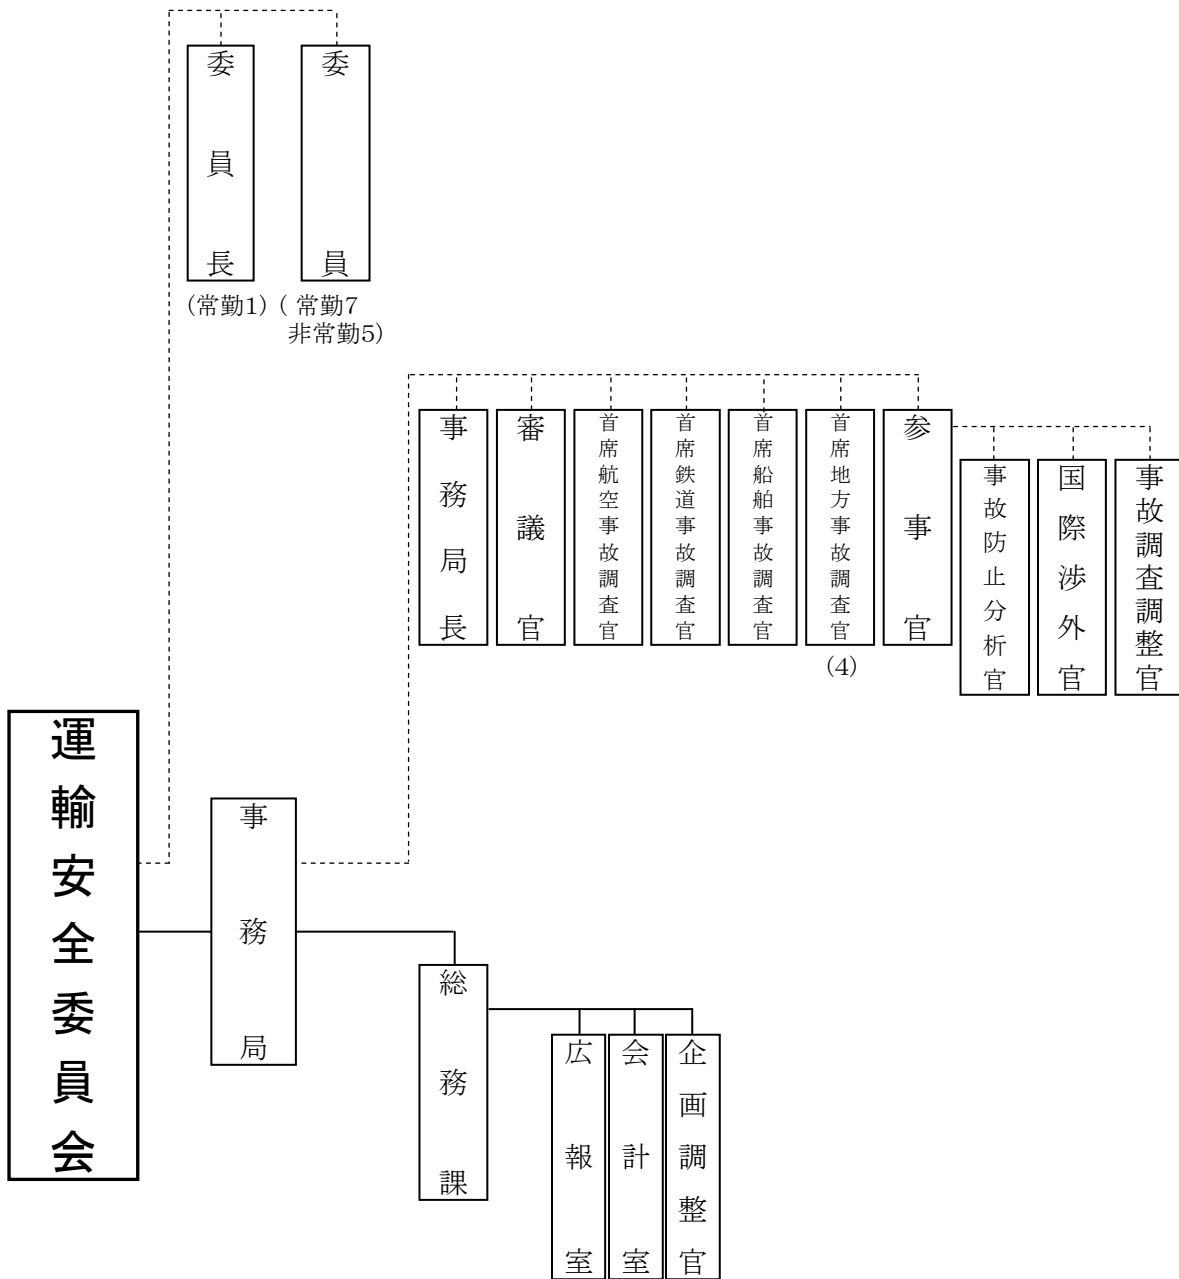 委員長
委員
(常勤1)
( 常勤7
非常勤5)
事務局長
審議官
首席航空事故調査官
首席鉄道事故調査官
首席船舶事故調査官
首席地方事故調査官
(4)
参事官
事故防止分析官
国際渉外官
事故調査調整官
運輸安全委員会
事務局
総務課
広報室
会計室
企画調整官